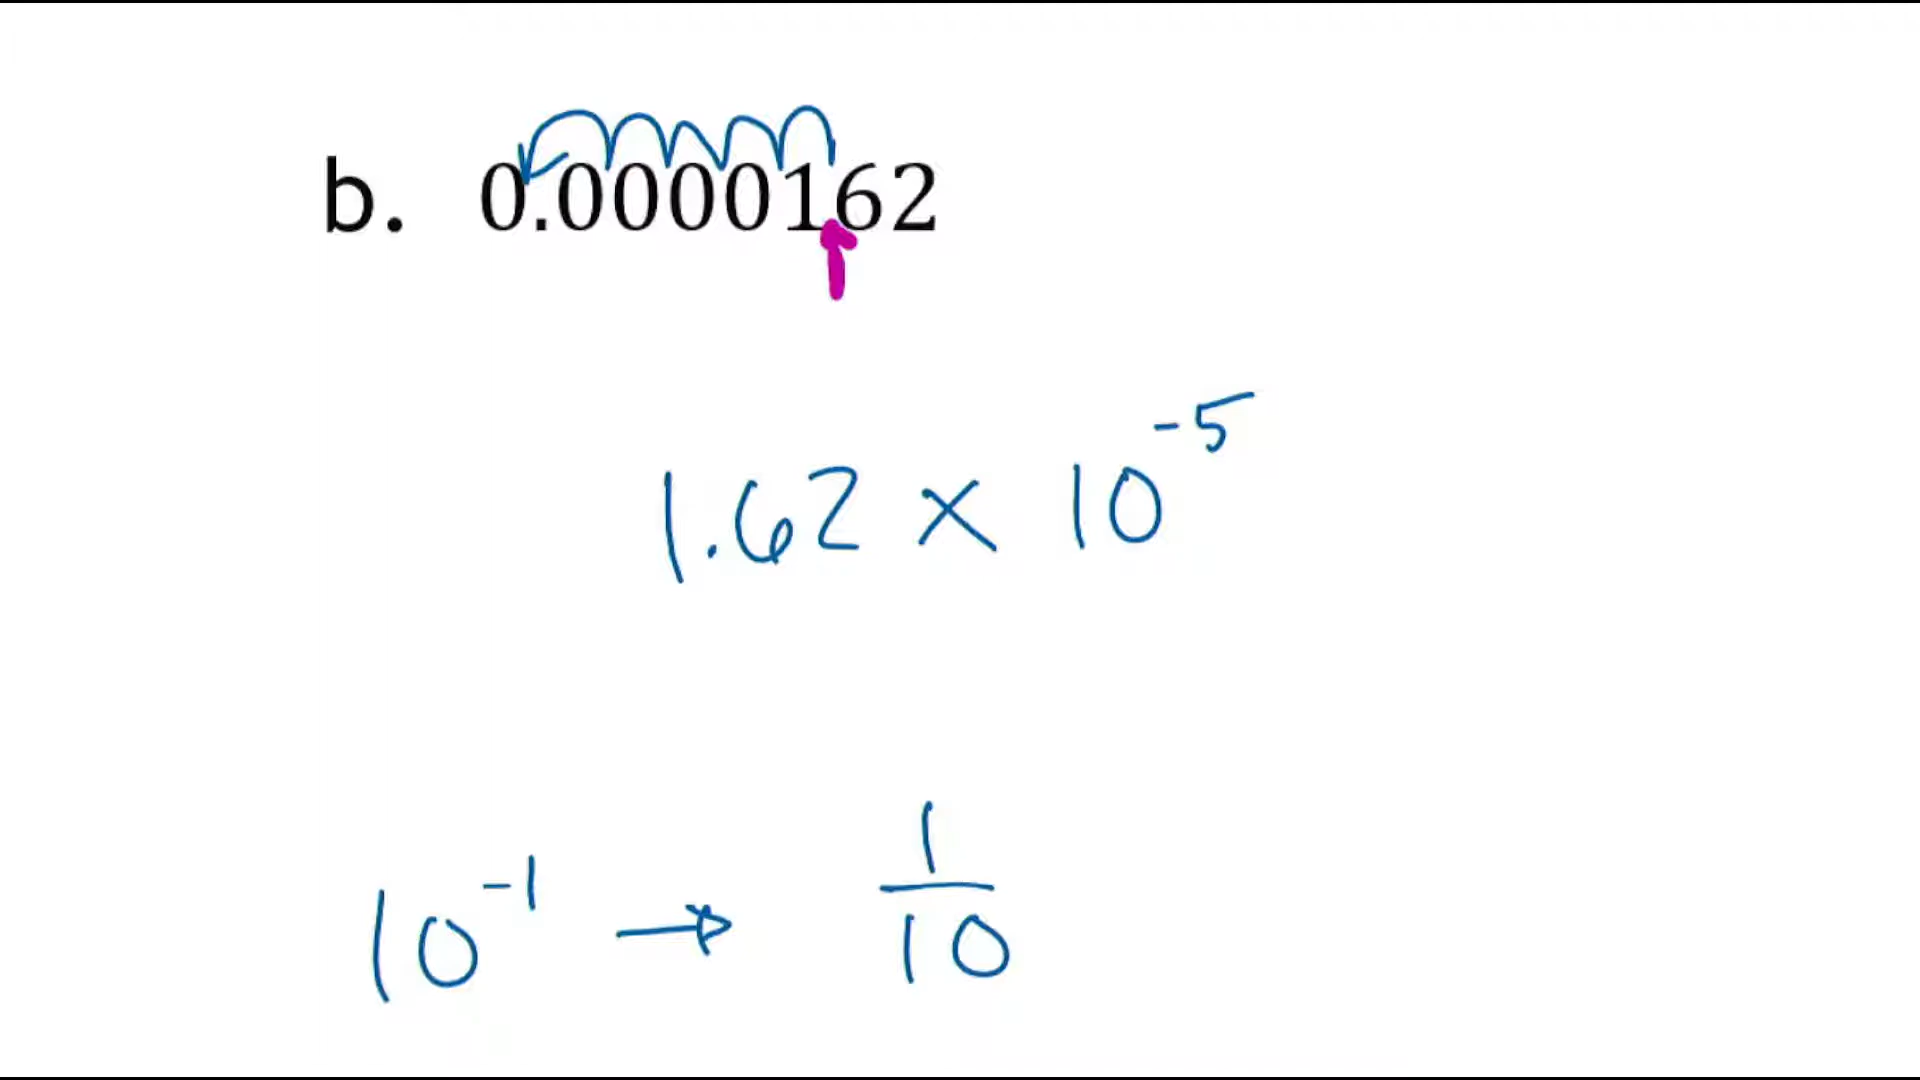 b. 0.0000162
1.62 × 10⁻⁵
10⁻¹ → 1/10